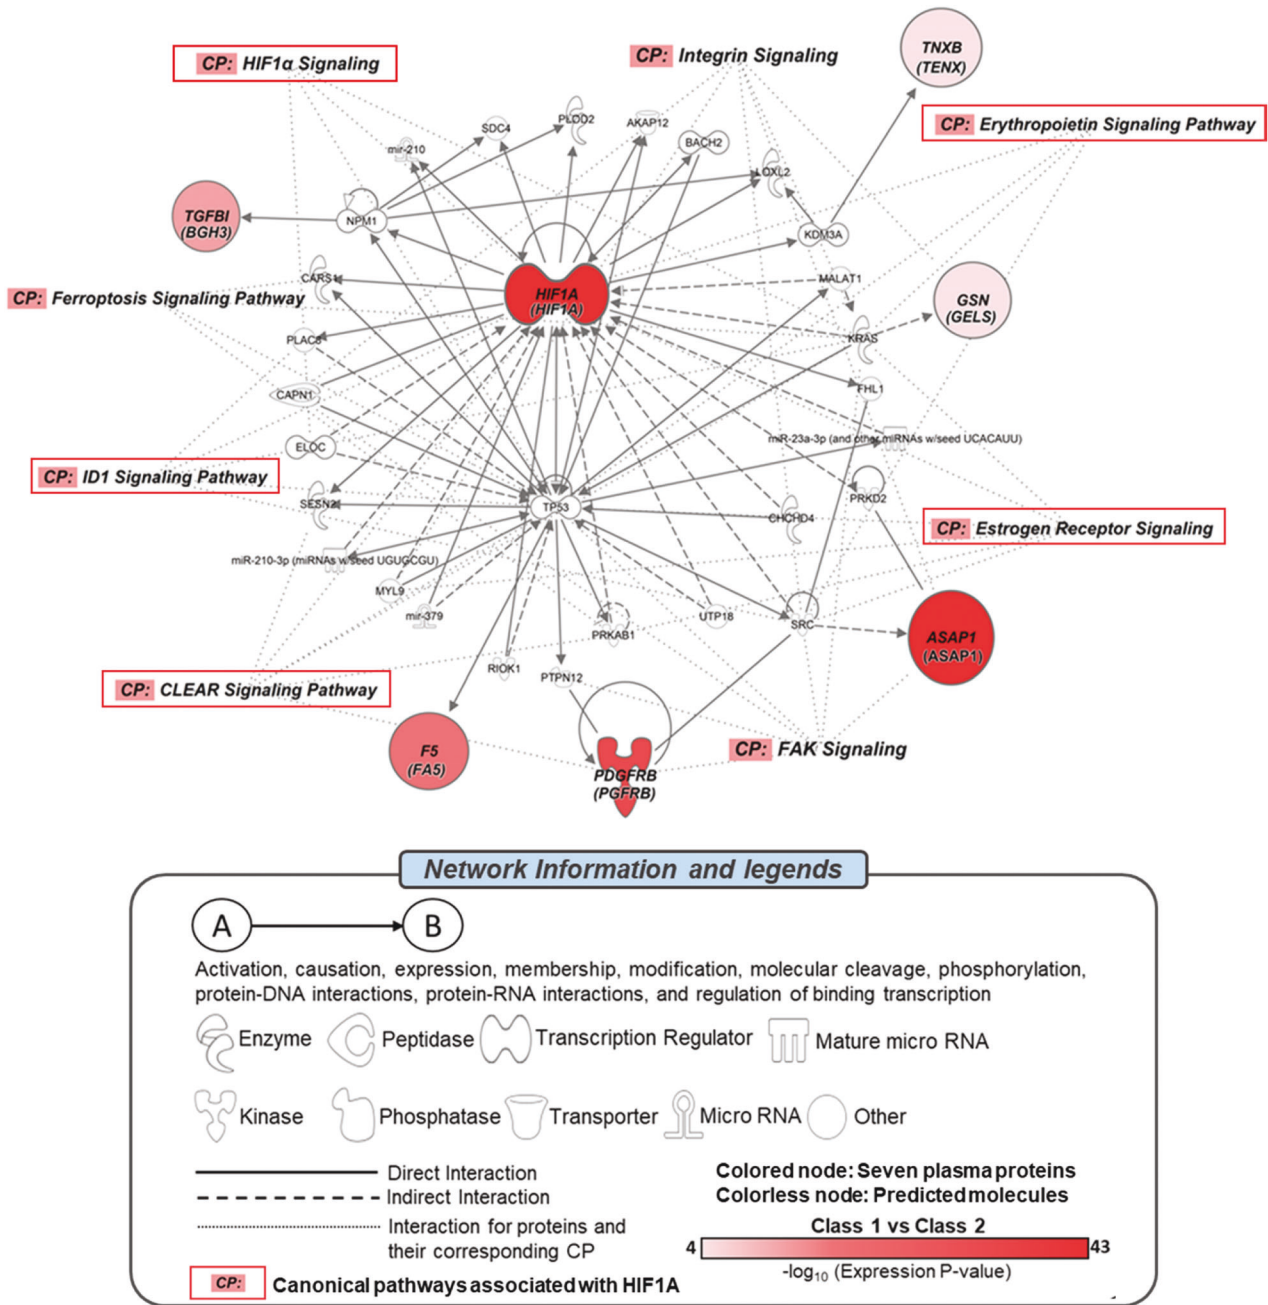 CP: HIF1α Signaling
CP: Integrin Signaling
TNXB
(TENX)
CP: Erythropoietin Signaling Pathway
SDC4
PLOD2
AKAP12
BACH2
mir-210
LOXL2
TGFBI
(BGH3)
NPM1
KDM3A
CARS1
HIF1A
(HIF1A)
MALAT1
GSN
(GELS)
CP: Ferroptosis Signaling Pathway
PLAC8
KRAS
CAPN1
FHL1
ELOC
miR-23a-3p (and other miRNAs w/seed UCACAUU)
CP: ID1 Signaling Pathway
SESN2
TP53
PRKD2
CHCHD4
CP: Estrogen Receptor Signaling
miR-210-3p (miRNAs w/seed UGUGCGU)
MYL9
mir-379
PRKAB1
UTP18
SRC
ASAP1
(ASAP1)
RIOK1
PTPN12
CP: CLEAR Signaling Pathway
F5
(FA5)
PDGFRB
(PGFRB)
CP: FAK Signaling
Network Information and legends
A
B
Activation, causation, expression, membership, modification, molecular cleavage, phosphorylation,
protein-DNA interactions, protein-RNA interactions, and regulation of binding transcription
Enzyme
Peptidase
Transcription Regulator
Mature micro RNA
Kinase
Phosphatase
Transporter
Micro RNA
Other
Direct Interaction
Indirect Interaction
Interaction for proteins and
their corresponding CP
CP: Canonical pathways associated with HIF1A
Colored node: Seven plasma proteins
Colorless node: Predicted molecules
Class 1 vs Class 2
4
43
-log10 (Expression P-value)